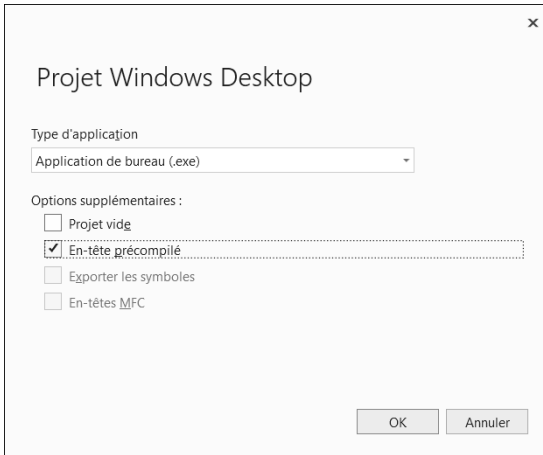 Projet Windows Desktop
Type d'application
Application de bureau (.exe)
Options supplémentaires :
Projet vide
En-tête précompilé
Exporter les symboles
En-têtes MFC
OK Annuler